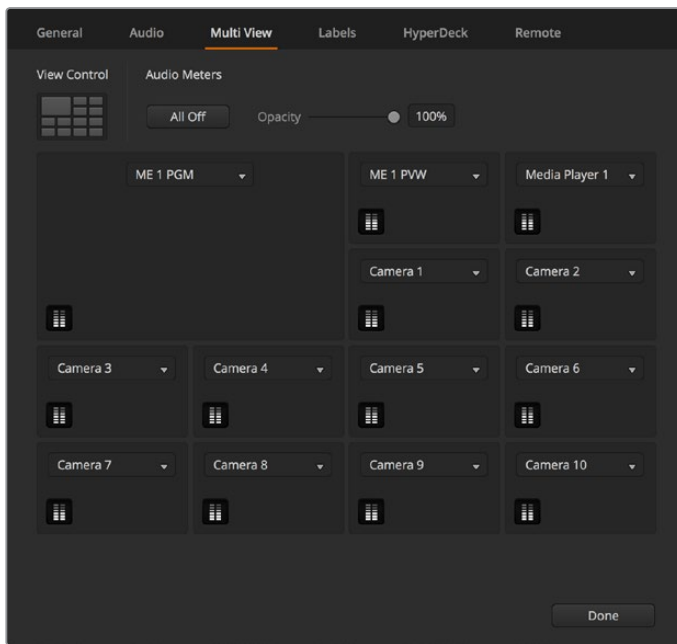 General Audio Multi View Labels HyperDeck Remote
View Control Audio Meters
All Off Opacity 100%
ME 1 PGM ME 1 PVW Media Player 1
Camera 1 Camera 2
Camera 3 Camera 4 Camera 5 Camera 6
Camera 7 Camera 8 Camera 9 Camera 10
Done